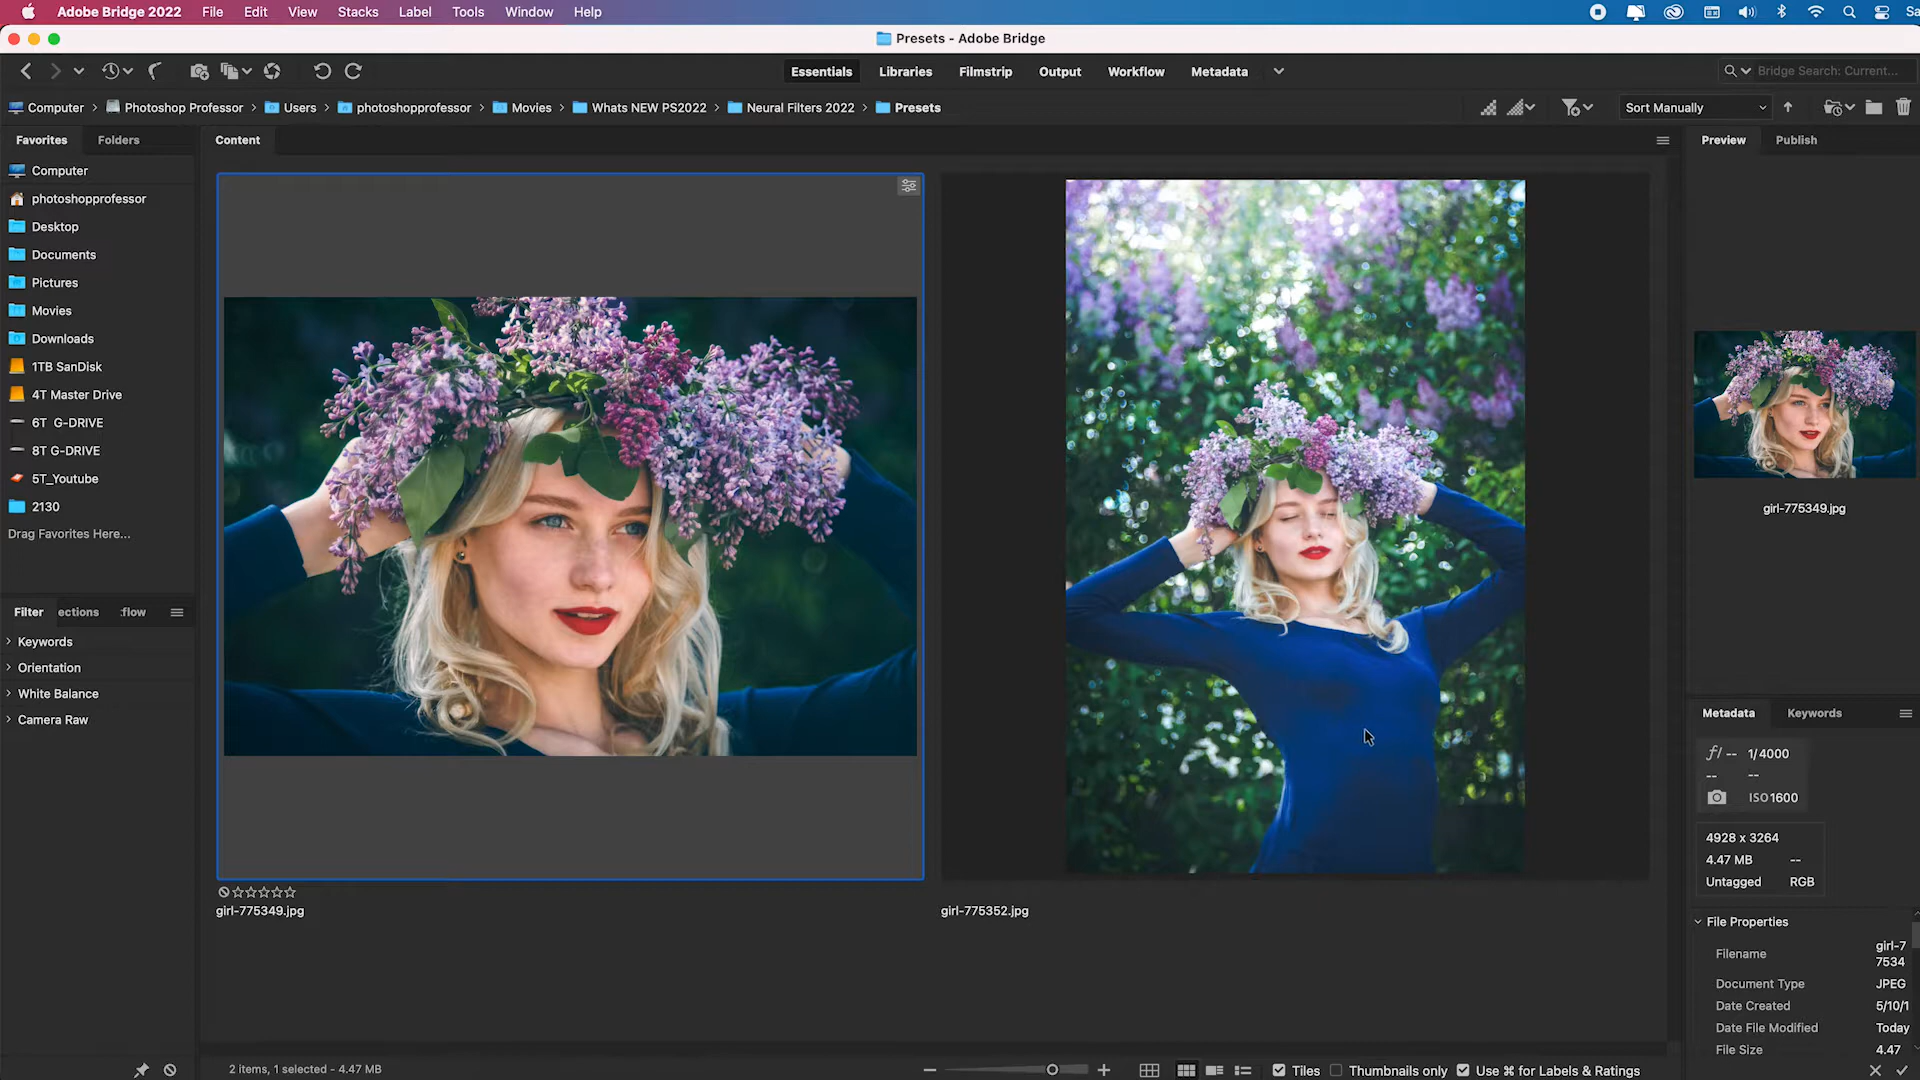 Adobe Bridge 2022 File Edit View Stacks Label Tools Window Help Sa
Presets - Adobe Bridge
Essentials Libraries Filmstrip Output Workflow Metadata Bridge Search: Current...
Computer Photoshop Professor Users photoshopprofessor Movies Whats NEW PS2022 Neural Filters 2022 Presets Sort Manually
Favorites Folders Content Preview Publish
Computer
photoshopprofessor
Desktop
Documents
Pictures
Movies
Downloads
1TB SanDisk
4T Master Drive
6T G-DRIVE
8T G-DRIVE
5T_Youtube
2130
Drag Favorites Here...
Filter ections :flow
Keywords
Orientation
White Balance
Camera Raw
girl-775349.jpg
girl-775352.jpg
2 items, 1 selected - 4.47 MB
Tiles Thumbnails only Use ⌘ for Labels & Ratings
girl-775349.jpg
Metadata Keywords
f/ -- 1/4000
-- --
ISO1600
4928 x 3264
4.47 MB --
Untagged RGB
File Properties
Filename girl-7
7534
Document Type JPEG
Date Created 5/10/1
Date File Modified Today
File Size 4.47